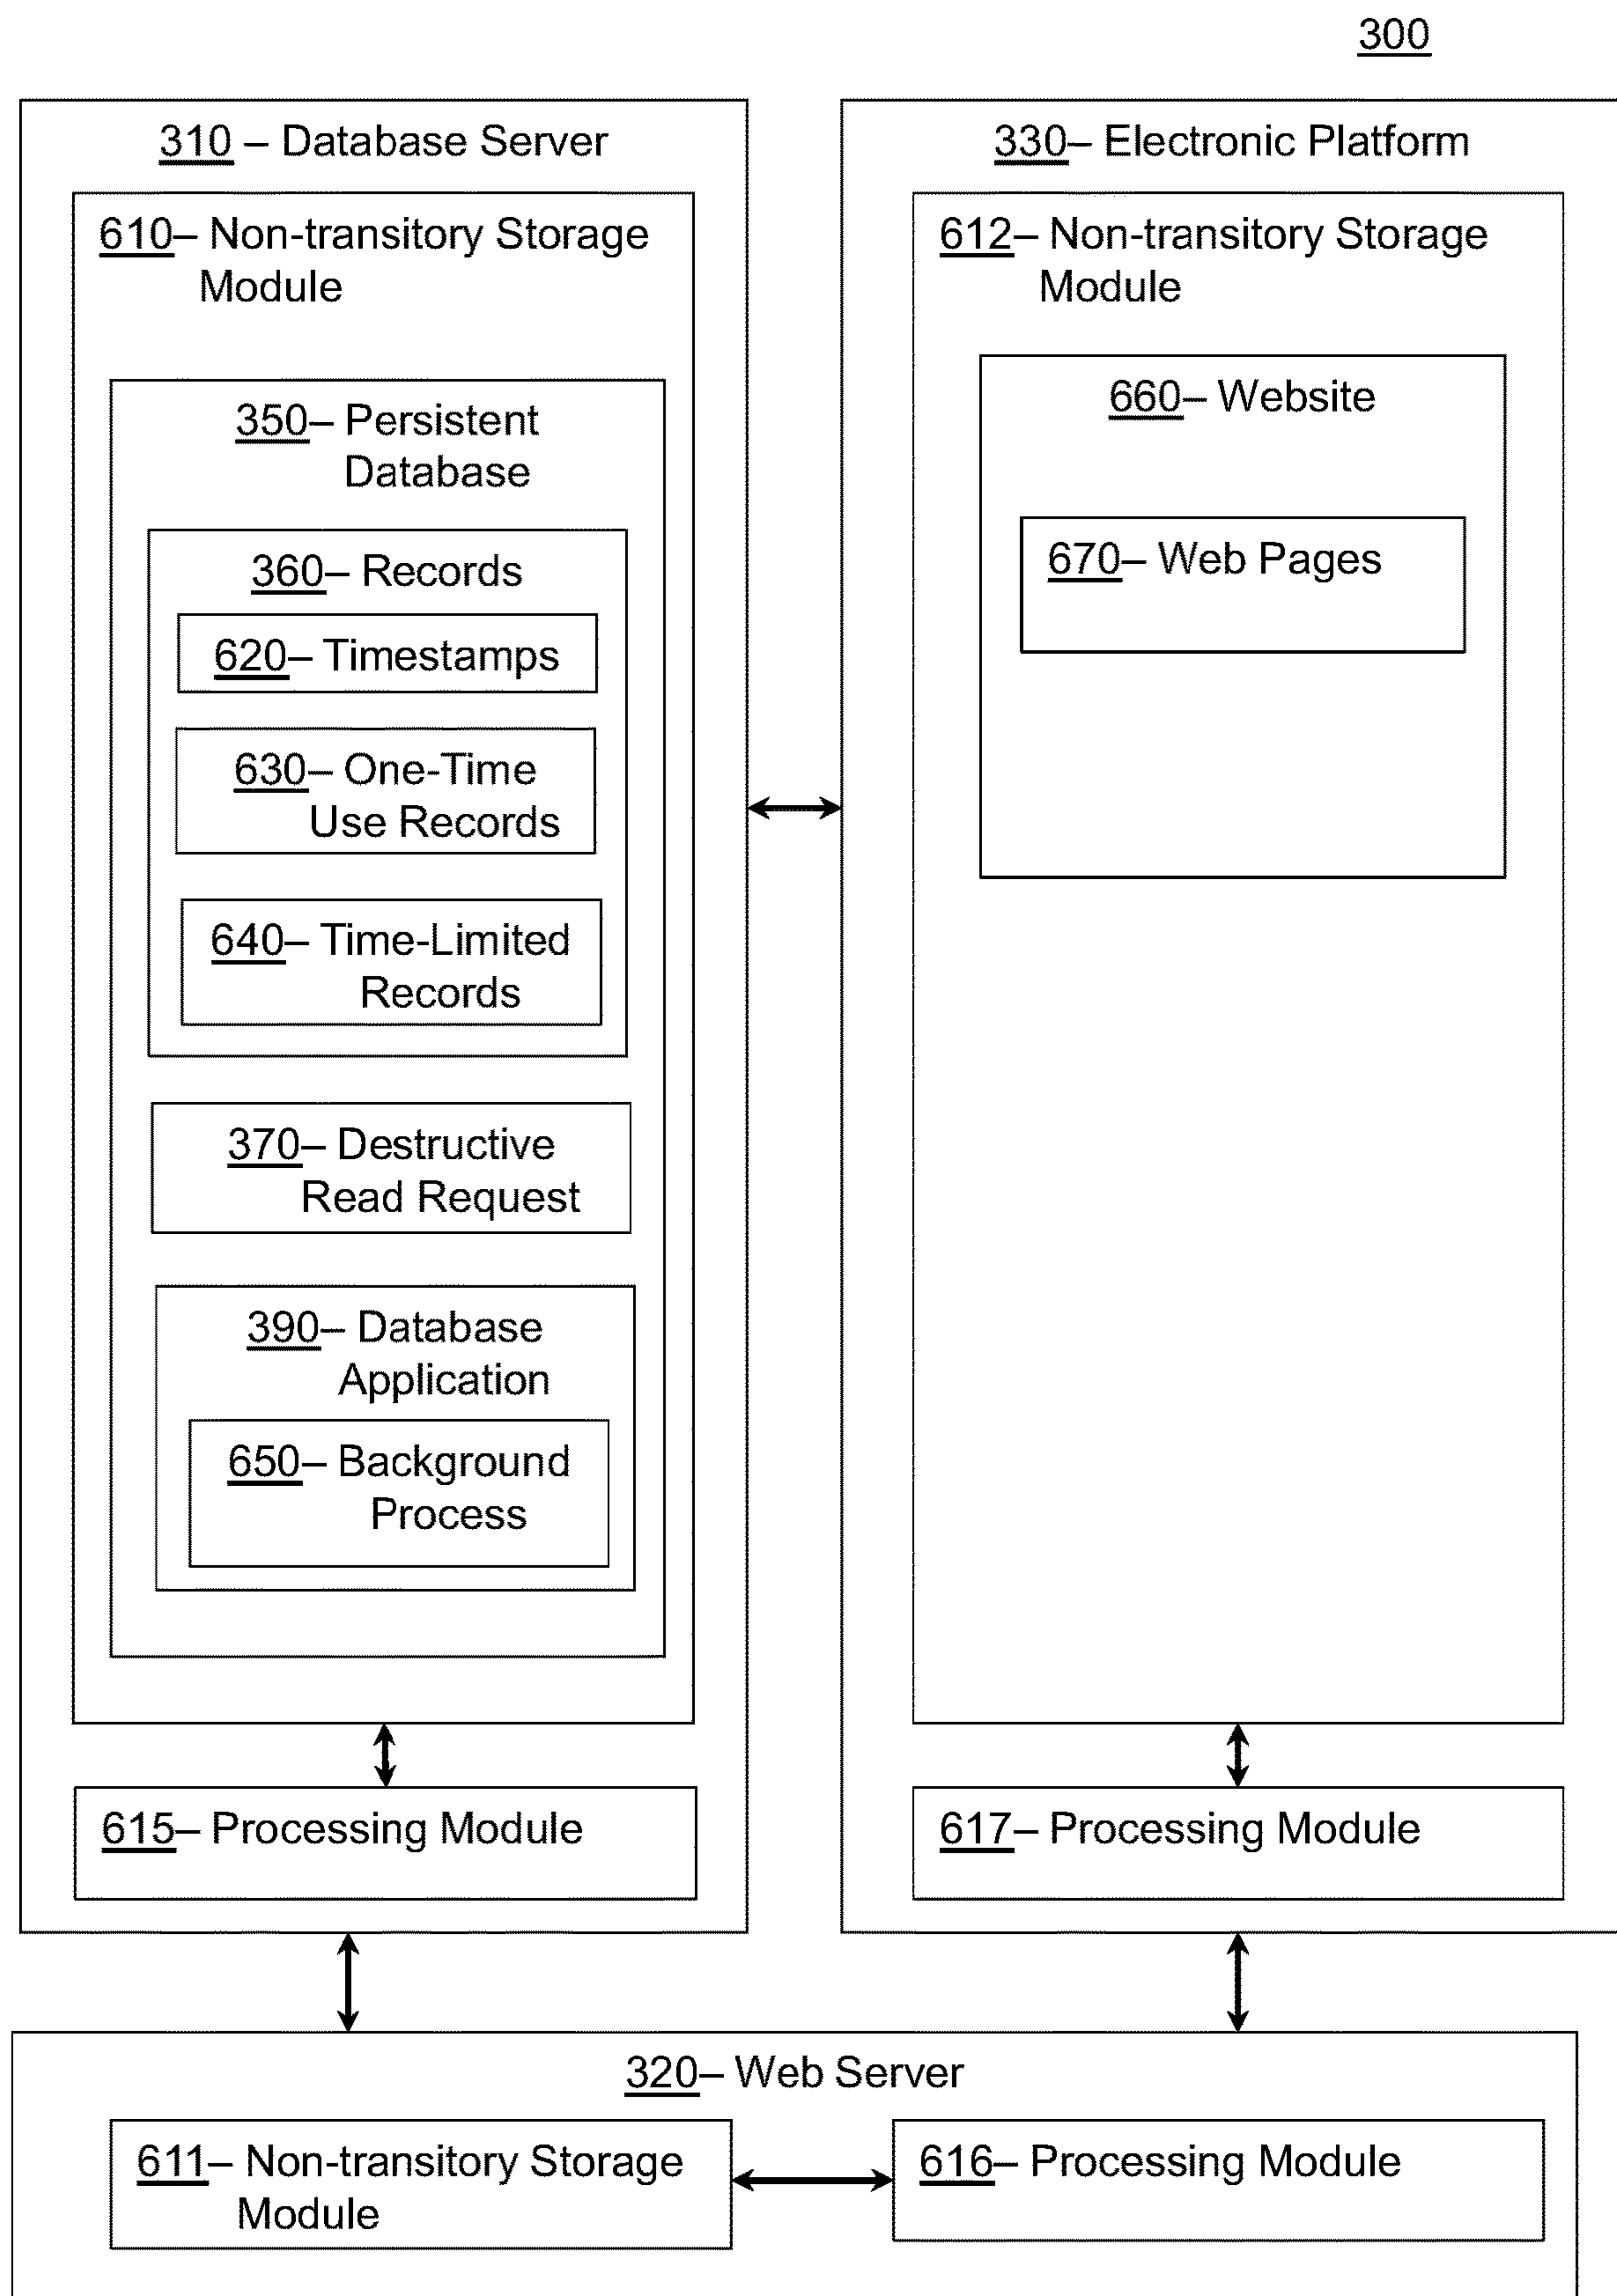 300
310 – Database Server
610– Non-transitory Storage
Module
350– Persistent
Database
360– Records
620– Timestamps
630– One-Time
Use Records
640– Time-Limited
Records
370– Destructive
Read Request
390– Database
Application
650– Background
Process
615– Processing Module
330– Electronic Platform
612– Non-transitory Storage
Module
660– Website
670– Web Pages
617– Processing Module
320– Web Server
611– Non-transitory Storage
Module
616– Processing Module